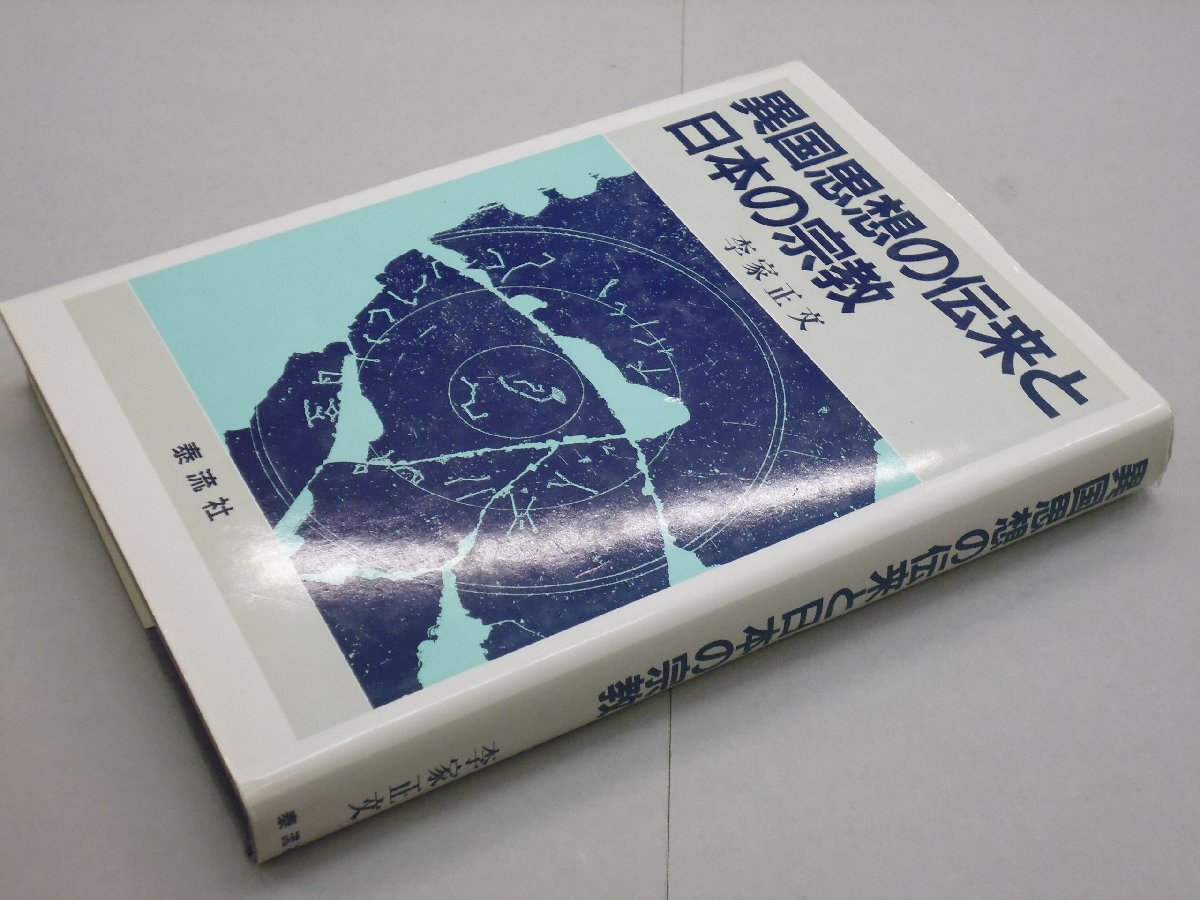 異国思想の伝来と
日本の宗教
李家正文
泰流社
異国思想の伝来と日本の宗教
李家正文
泰流